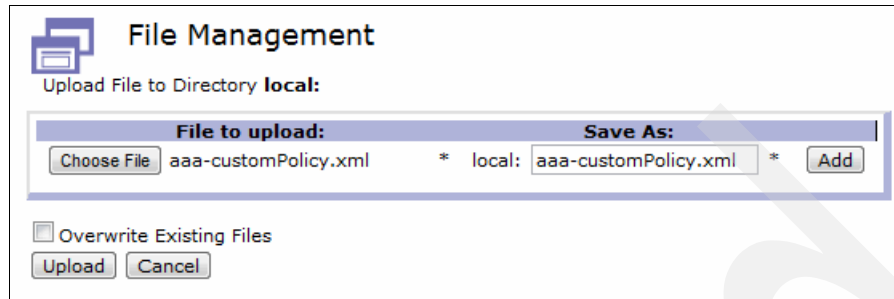 File Management
Upload File to Directory local:
File to upload: Save As:
Choose File aaa-customPolicy.xml * local: aaa-customPolicy.xml * Add
Overwrite Existing Files
Upload Cancel